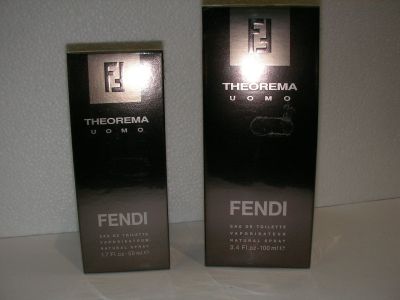 THEOREMA
UOMO
FENDI
EAU DE TOILETTE
VAPORISATEUR
NATURAL SPRAY
1.7 Fl.oz-50 ml e
THEOREMA
UOMO
FENDI
EAU DE TOILETTE
VAPORISATEUR
NATURAL SPRAY
3.4 Fl.oz-100 ml e